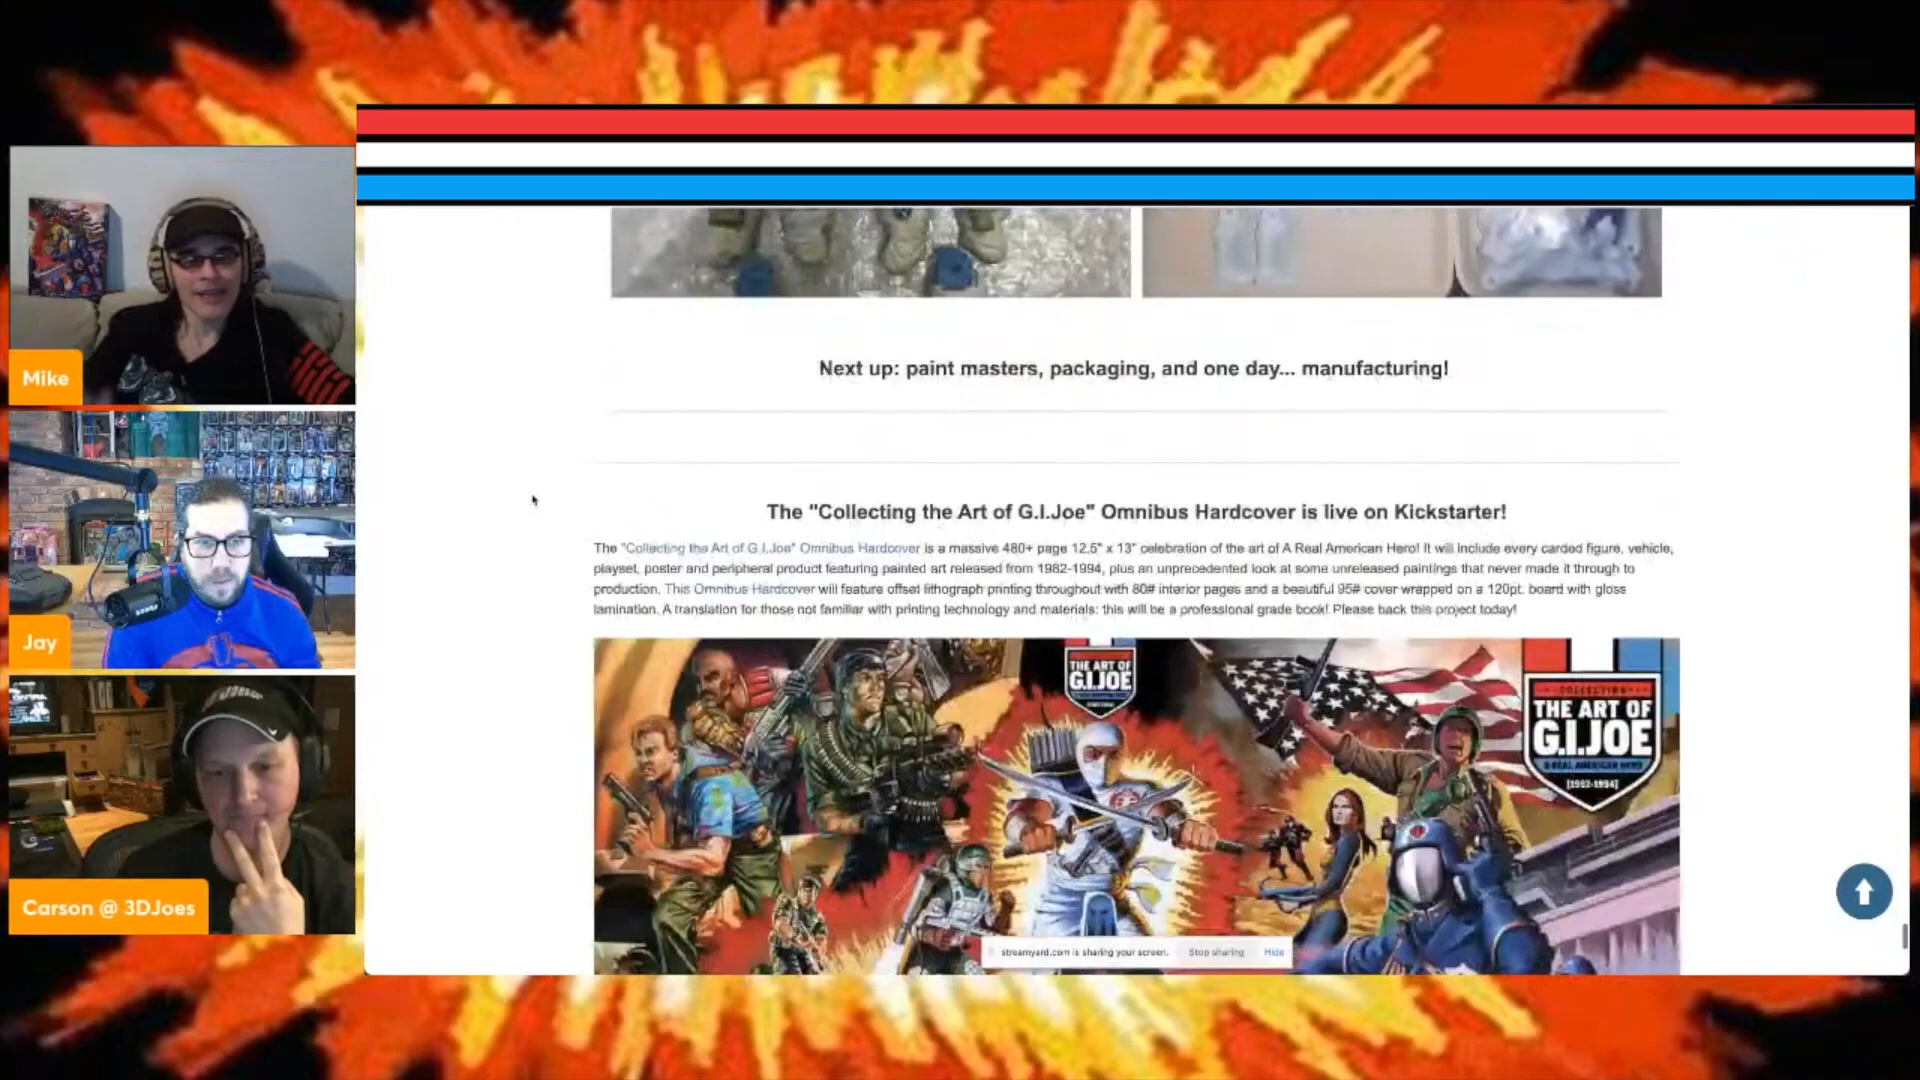 Mike
Jay
Carson @ 3DJoes
Next up: paint masters, packaging, and one day... manufacturing!
The "Collecting the Art of G.I.Joe" Omnibus Hardcover is live on Kickstarter!
The "Collecting the Art of G.I.Joe" Omnibus Hardcover is a massive 480+ page 12.5" x 13" celebration of the art of A Real American Hero! It will include every carded figure, vehicle,
playset, poster and peripheral product featuring painted art released from 1982-1994, plus an unprecedented look at some unreleased paintings that never made it through to
production. This Omnibus Hardcover will feature offset lithograph printing throughout with 80# interior pages and a beautiful 95# cover wrapped on a 120pt. board with gloss
lamination. A translation for those not familiar with printing technology and materials: this will be a professional grade book! Please back this project today!
THE ART OF
G.I.JOE
COLLECTING
THE ART OF
G.I.JOE
A REAL AMERICAN HERO
[1982-1994]
streamyard.com is sharing your screen.
Stop sharing
Hide